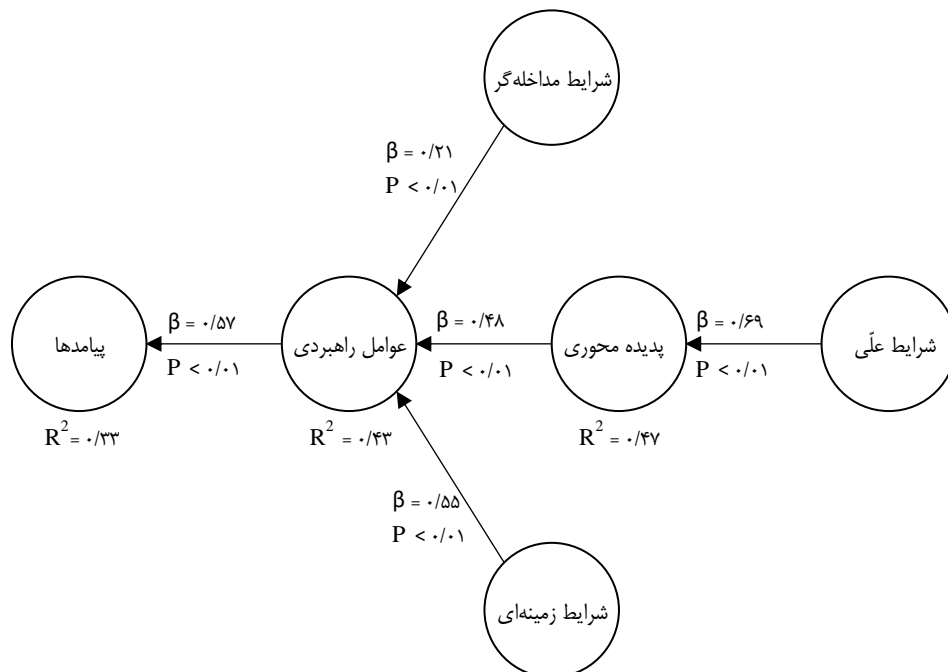 شرایط مداخله‌گر
β = ۰/۲۱
P < ۰/۰۱
شرایط علّی
β = ۰/۶۹
P < ۰/۰۱
پدیده محوری
R² = ۰/۴۷
β = ۰/۴۸
P < ۰/۰۱
عوامل راهبردی
R² = ۰/۴۳
β = ۰/۵۷
P < ۰/۰۱
پیامدها
R² = ۰/۳۳
β = ۰/۵۵
P < ۰/۰۱
شرایط زمینه‌ای